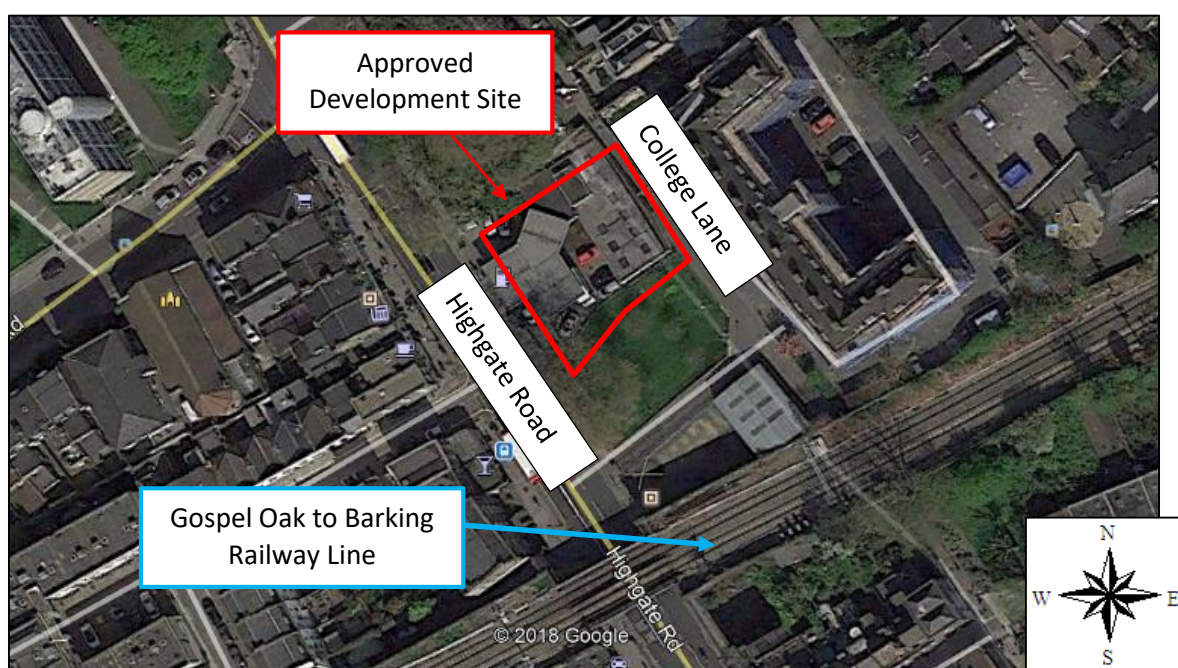 Approved
Development Site
College Lane
Highgate Road
Gospel Oak to Barking
Railway Line
Highgate Rd
© 2018 Google
d
N
W
E
S